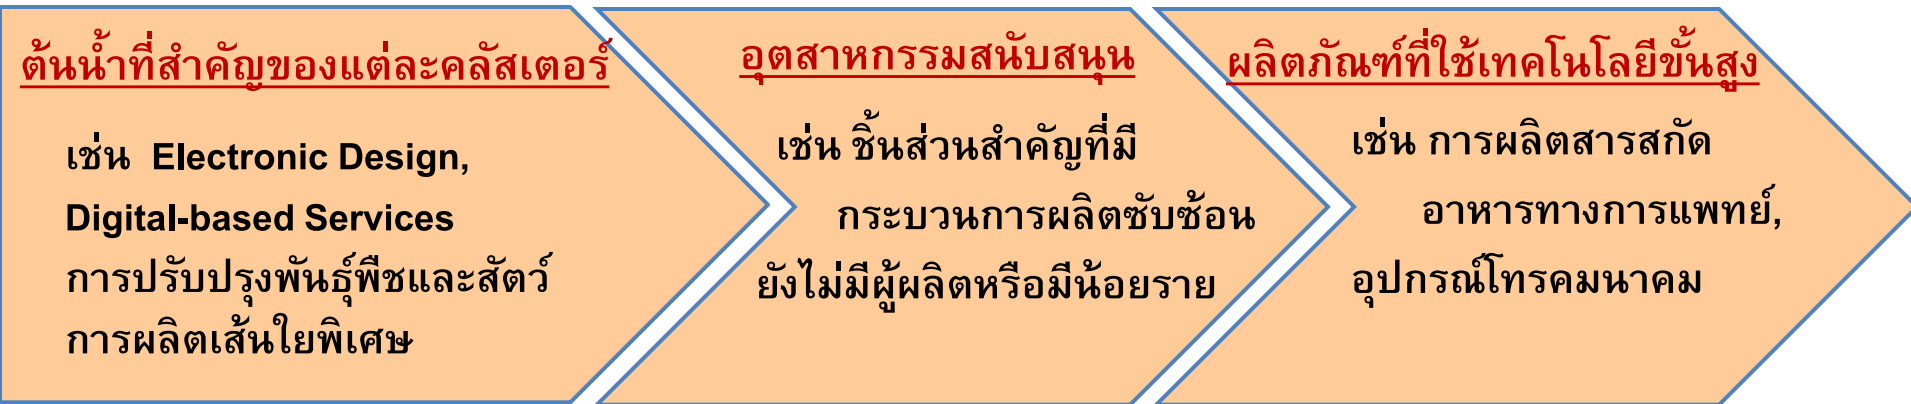 ต้นน้ำที่สำคัญของแต่ละคลัสเตอร์
เช่น Electronic Design,
Digital-based Services
การปรับปรุงพันธุ์พืชและสัตว์
การผลิตเส้นใยพิเศษ
อุตสาหกรรมสนับสนุน
เช่น ชิ้นส่วนสำคัญที่มี
กระบวนการผลิตซับซ้อน
ยังไม่มีผู้ผลิตหรือมีน้อยราย
ผลิตภัณฑ์ที่ใช้เทคโนโลยีขั้นสูง
เช่น การผลิตสารสกัด
อาหารทางการแพทย์,
อุปกรณ์โทรคมนาคม